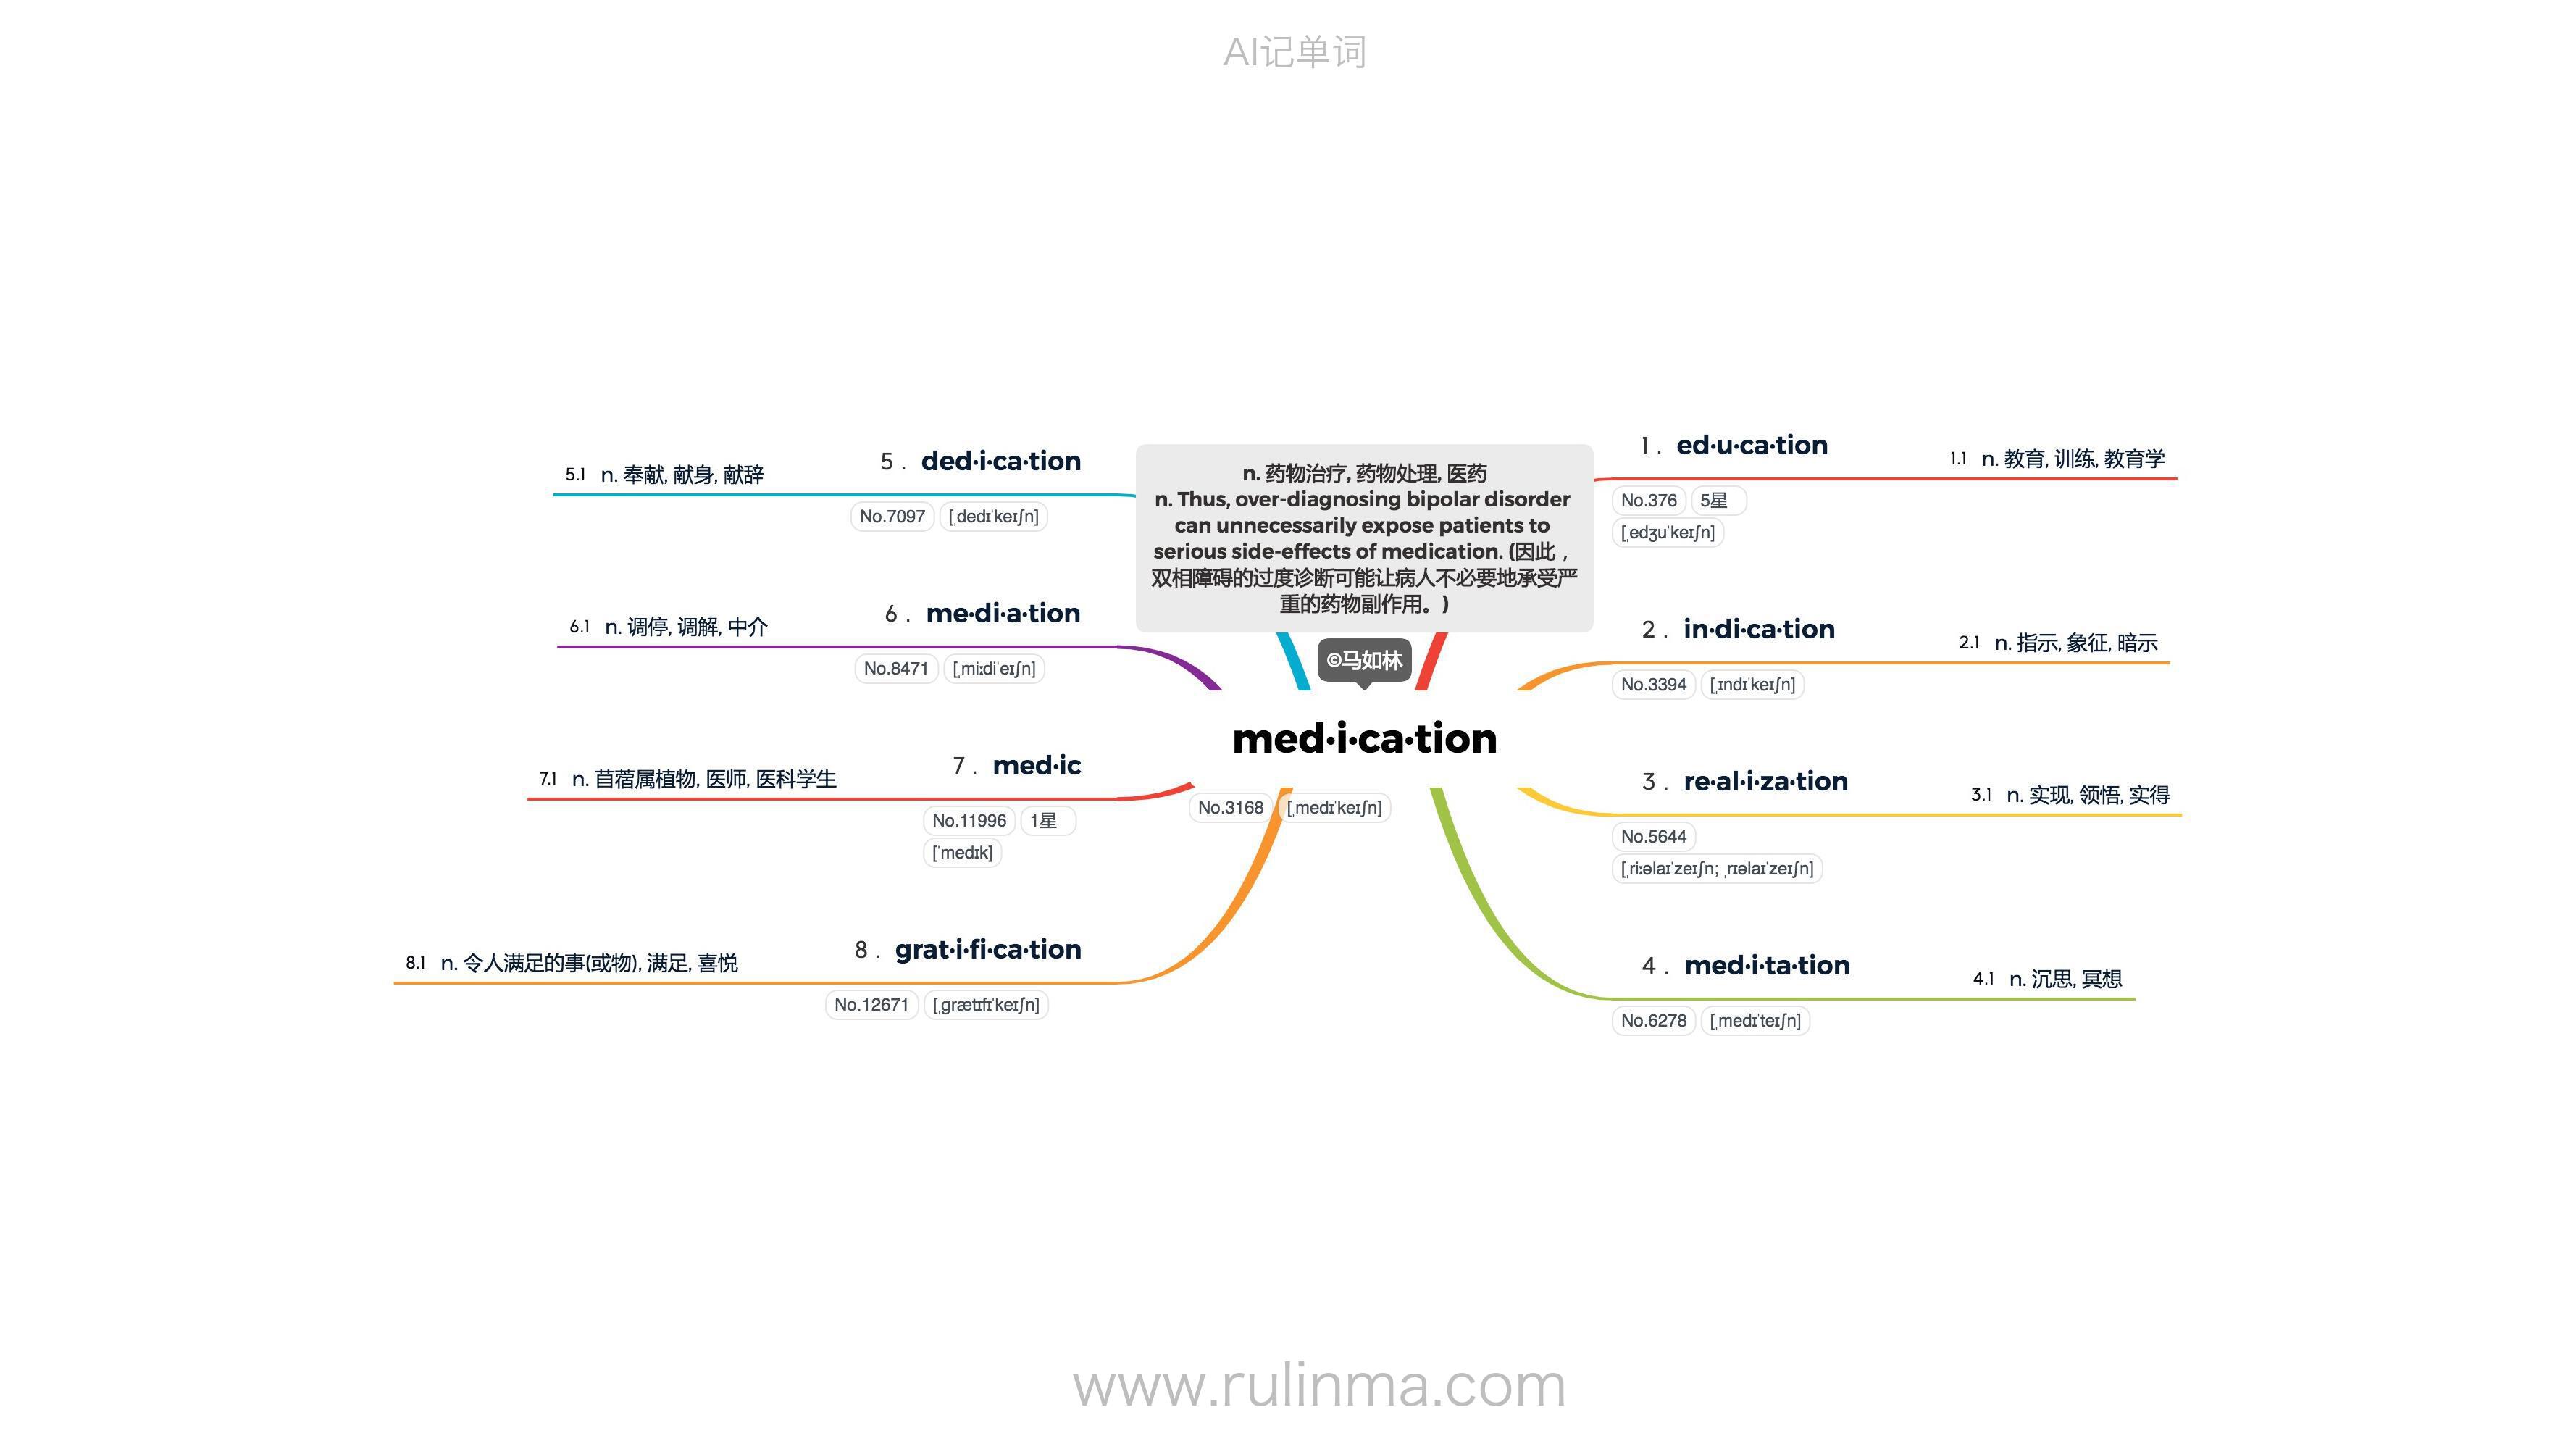 AI记单词
n. 药物治疗, 药物处理, 医药
n. Thus, over-diagnosing bipolar disorder
can unnecessarily expose patients to
serious side-effects of medication. (因此，
双相障碍的过度诊断可能让病人不必要地承受严
重的药物副作用。)
©马如林
med·i·ca·tion
No.3168 [ˌmedɪˈkeɪʃn]
1 . ed·u·ca·tion
1.1 n. 教育, 训练, 教育学
No.376 5星
[ˌedʒuˈkeɪʃn]
2 . in·di·ca·tion
2.1 n. 指示, 象征, 暗示
No.3394 [ˌɪndɪˈkeɪʃn]
3 . re·al·i·za·tion
3.1 n. 实现, 领悟, 实得
No.5644
[ˌriːəlaɪˈzeɪʃn; ˌrɪəlaɪˈzeɪʃn]
4 . med·i·ta·tion
4.1 n. 沉思, 冥想
No.6278 [ˌmedɪˈteɪʃn]
5 . ded·i·ca·tion
5.1 n. 奉献, 献身, 献辞
No.7097 [ˌdedɪˈkeɪʃn]
6 . me·di·a·tion
6.1 n. 调停, 调解, 中介
No.8471 [ˌmiːdiˈeɪʃn]
7 . med·ic
7.1 n. 苜蓿属植物, 医师, 医科学生
No.11996 1星
[ˈmedɪk]
8 . grat·i·fi·ca·tion
8.1 n. 令人满足的事(或物), 满足, 喜悦
No.12671 [ˌɡrætɪfɪˈkeɪʃn]
www.rulinma.com